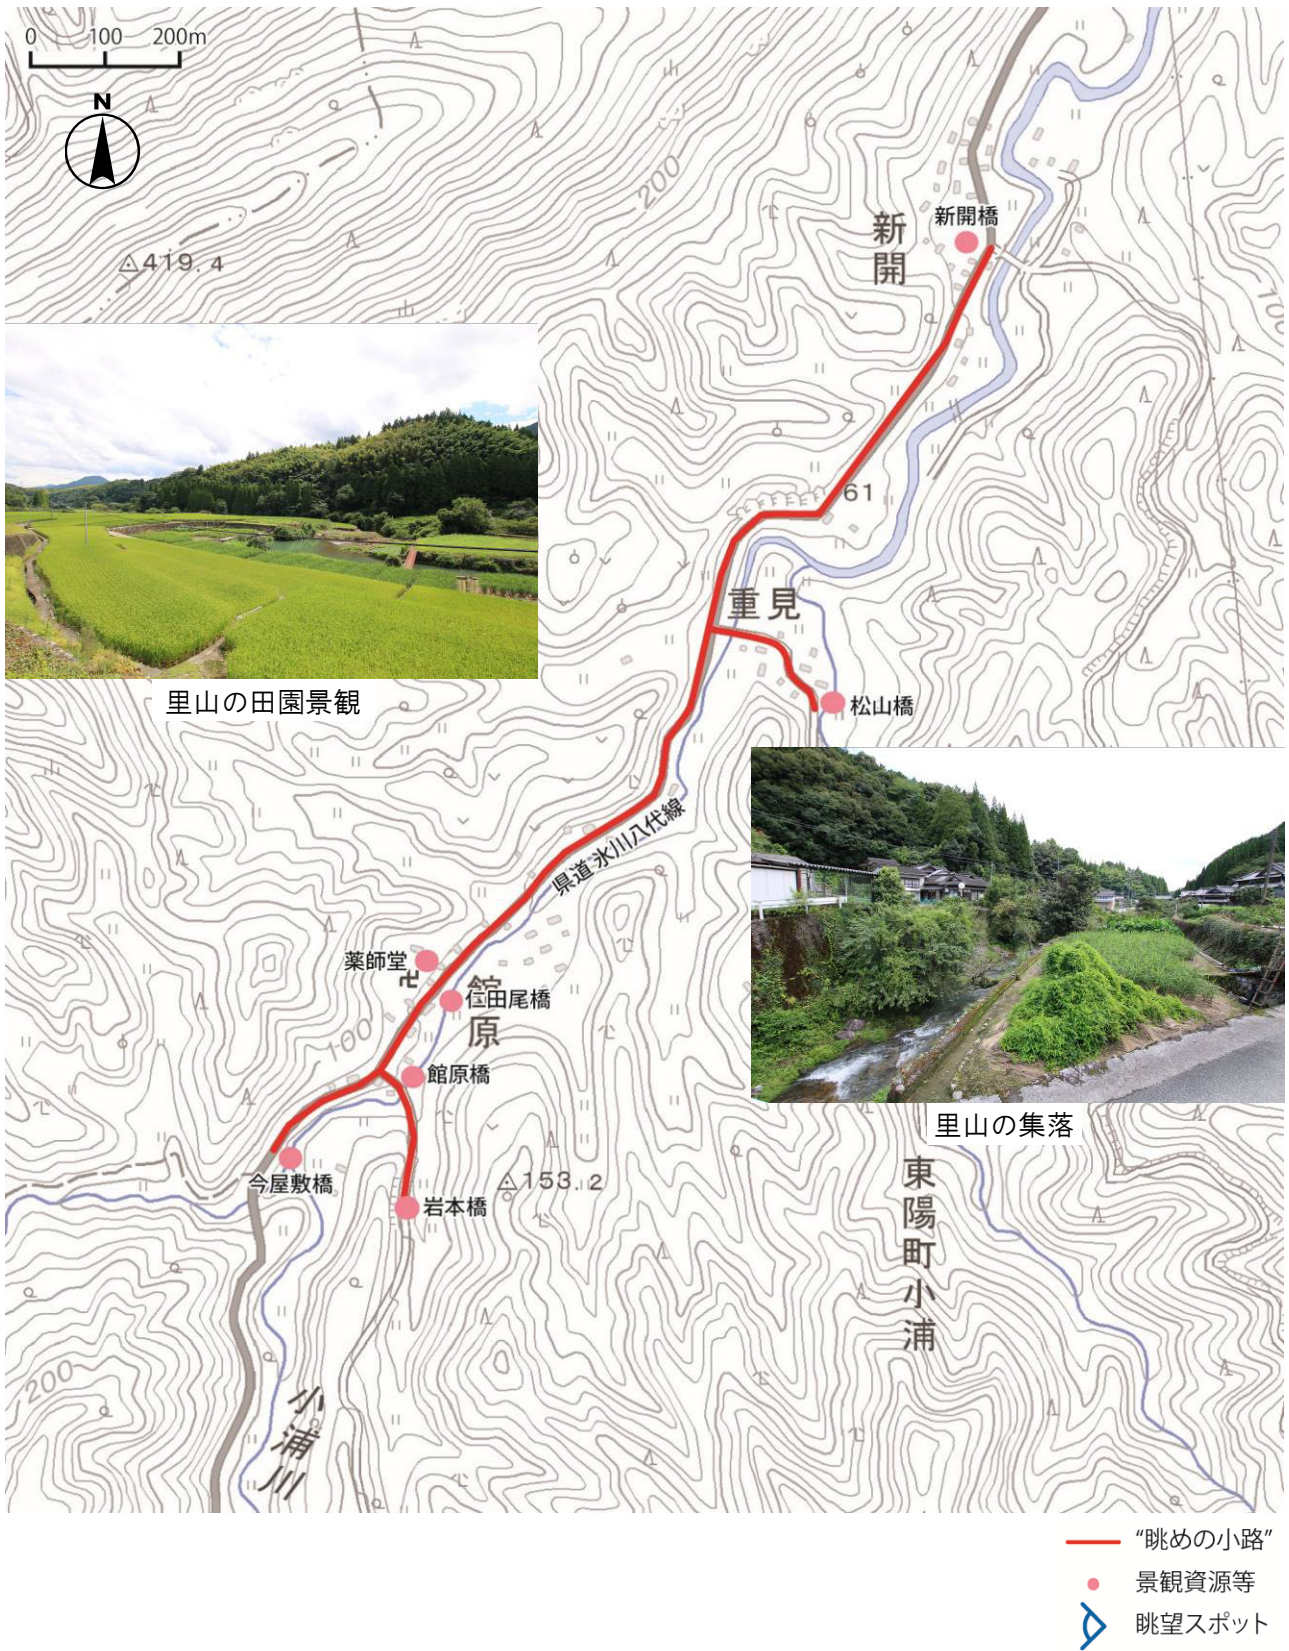 0 100 200m
N
200
新開橋
新開
419.4
61
重見
里山の田園景観
松山橋
県道 氷川八代線
薬師堂
仁田尾橋
館原
100
館原橋
里山の集落
今屋敷橋
153.2
岩本橋
東陽町小浦
200
小浦川
“眺めの小路”
景観資源等
眺望スポット